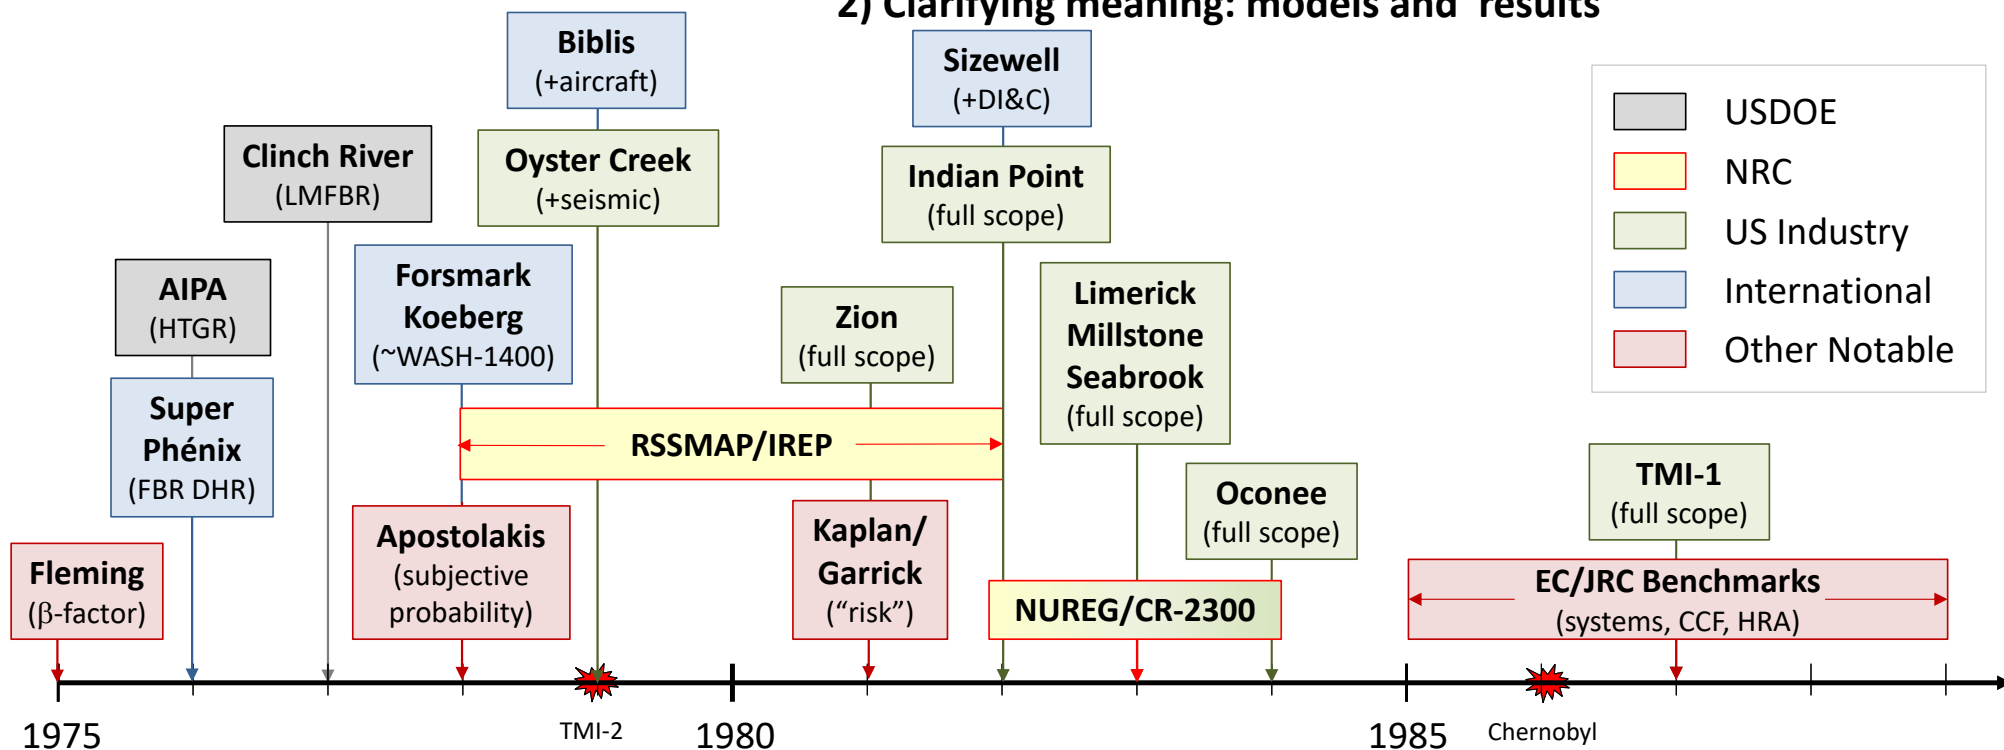 2) Clarifying meaning: models and results
Biblis
(+aircraft)
Sizewell
(+DI&C)
Clinch River
(LMFBR)
Oyster Creek
(+seismic)
Indian Point
(full scope)
AIPA
(HTGR)
Forsmark
Koeberg
(~WASH-1400)
Zion
(full scope)
Limerick
Millstone
Seabrook
(full scope)
Super
Phénix
(FBR DHR)
RSSMAP/IREP
Oconee
(full scope)
TMI-1
(full scope)
Fleming
(β-factor)
Apostolakis
(subjective
probability)
Kaplan/
Garrick
(“risk”)
NUREG/CR-2300
EC/JRC Benchmarks
(systems, CCF, HRA)
USDOE
NRC
US Industry
International
Other Notable
1975
TMI-2
1980
1985
Chernobyl